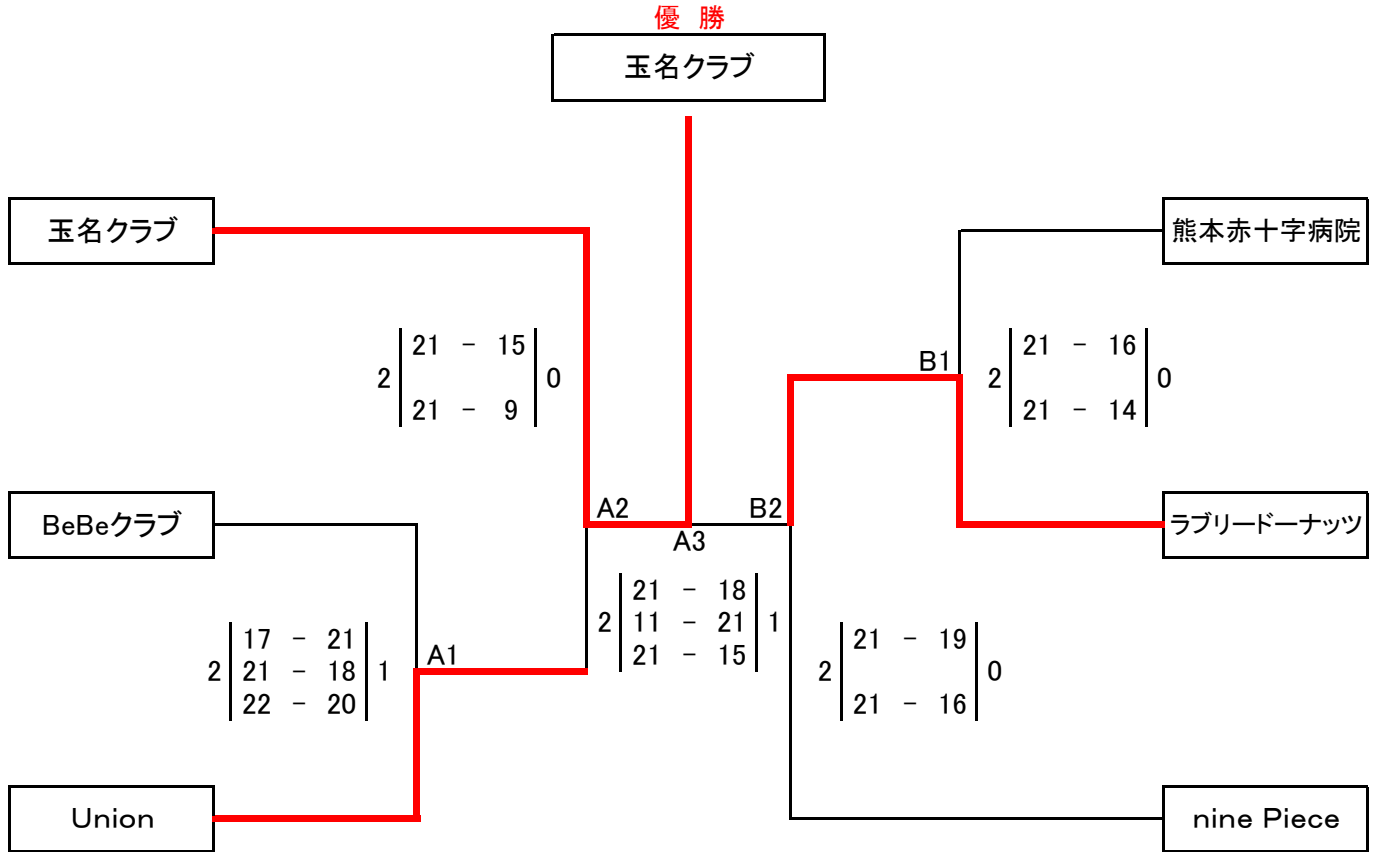 優 勝
玉名クラブ
玉名クラブ
熊本赤十字病院
2 21 - 15 0
21 - 9
B1
2 21 - 16 0
21 - 14
BeBeクラブ
A2
B2
A3
ラブリードーナッツ
2 21 - 18 1
11 - 21
21 - 15
2 17 - 21 1
21 - 18
22 - 20
A1
2 21 - 19 0
21 - 16
Union
nine Piece